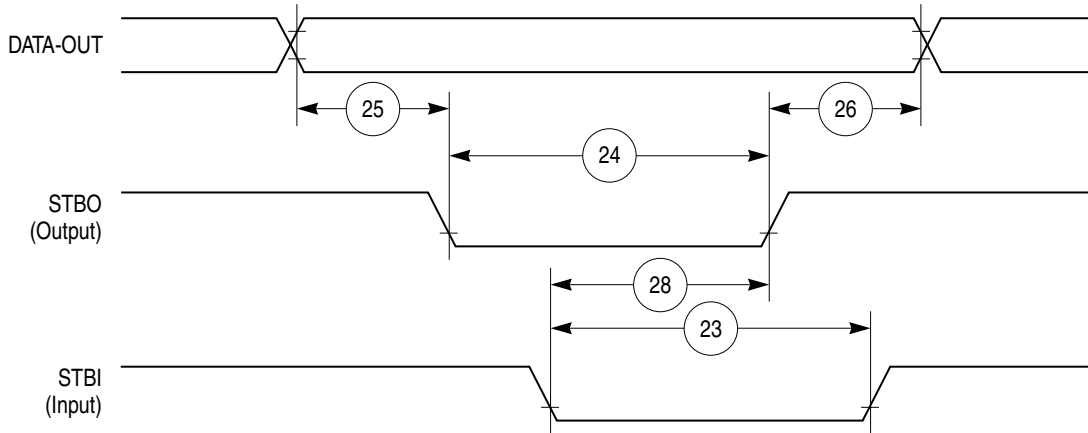 DATA-OUT
25
26
24
STBO
(Output)
28
23
STBI
(Input)